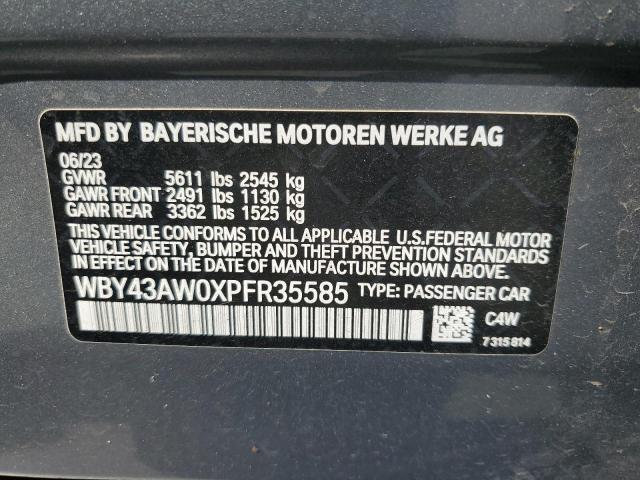 MFD BY BAYERISCHE MOTOREN WERKE AG
06/23
GVWR 5611 lbs 2545 kg
GAWR FRONT 2491 lbs 1130 kg
GAWR REAR 3362 lbs 1525 kg
THIS VEHICLE CONFORMS TO ALL APPLICABLE U.S.FEDERAL MOTOR
VEHICLE SAFETY, BUMPER AND THEFT PREVENTION STANDARDS
IN EFFECT ON THE DATE OF MANUFACTURE SHOWN ABOVE.
WBY43AW0XPFR35585 TYPE: PASSENGER CAR
C4W
7315814